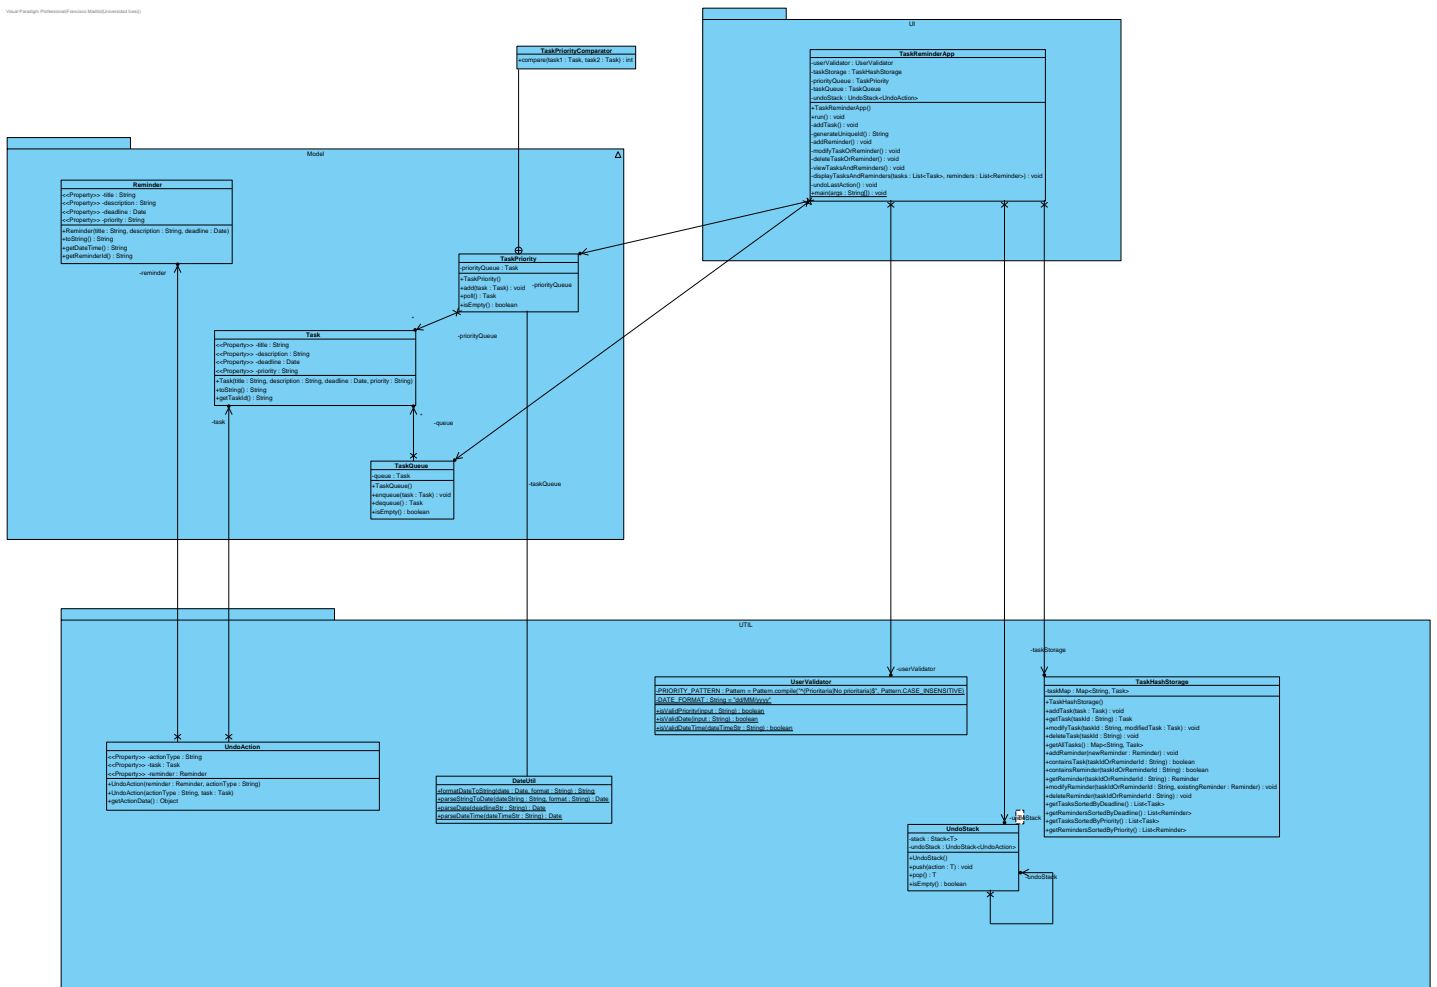 Visual Paradigm Professional(Francisco Madrid(Universidad Icesi))
UI
TaskReminderApp
-userValidator : UserValidator
-taskStorage : TaskHashStorage
-priorityQueue : TaskPriority
-taskQueue : TaskQueue
-undoStack : UndoStack<UndoAction>
+TaskReminderApp()
+run() : void
-addTask() : void
-generateUniqueId() : String
-addReminder() : void
-modifyTaskOrReminder() : void
-deleteTaskOrReminder() : void
-viewTasksAndReminders() : void
-displayTasksAndReminders(tasks : List<Task>, reminders : List<Reminder>) : void
-undoLastAction() : void
+main(args : String[]) : void
TaskPriorityComparator
+compare(task1 : Task, task2 : Task) : int
Model
Reminder
<<Property>> -title : String
<<Property>> -description : String
<<Property>> -deadline : Date
<<Property>> -priority : String
+Reminder(title : String, description : String, deadline : Date)
+toString() : String
+getDateTime() : String
+getReminderId() : String
-reminder
TaskPriority
-priorityQueue : Task
+TaskPriority()
+add(task : Task) : void
+poll() : Task
+isEmpty() : boolean
-priorityQueue
*
-priorityQueue
Task
<<Property>> -title : String
<<Property>> -description : String
<<Property>> -deadline : Date
<<Property>> -priority : String
+Task(title : String, description : String, deadline : Date, priority : String)
+toString() : String
+getTaskId() : String
-task
*
-queue
TaskQueue
-queue : Task
+TaskQueue()
+enqueue(task : Task) : void
+dequeue() : Task
+isEmpty() : boolean
-taskQueue
UTIL
-taskStorage
-userValidator
UserValidator
-PRIORITY_PATTERN : Pattern = Pattern.compile("^(Prioritaria|No prioritaria)$", Pattern.CASE_INSENSITIVE)
-DATE_FORMAT : String = "dd/MM/yyyy"
+isValidPriority(input : String) : boolean
+isValidDate(input : String) : boolean
+isValidDateTime(dateTimeStr : String) : boolean
TaskHashStorage
-taskMap : Map<String, Task>
+TaskHashStorage()
+addTask(task : Task) : void
+getTask(taskId : String) : Task
+modifyTask(taskId : String, modifiedTask : Task) : void
+deleteTask(taskId : String) : void
+getAllTasks() : Map<String, Task>
+addReminder(newReminder : Reminder) : void
+containsTask(taskIdOrReminderId : String) : boolean
+containsReminder(taskIdOrReminderId : String) : boolean
+getReminder(taskIdOrReminderId : String) : Reminder
+modifyReminder(taskIdOrReminderId : String, existingReminder : Reminder) : void
+deleteReminder(taskIdOrReminderId : String) : void
+getTasksSortedByDeadline() : List<Task>
+getRemindersSortedByDeadline() : List<Reminder>
+getTasksSortedByPriority() : List<Task>
+getRemindersSortedByPriority() : List<Reminder>
UndoAction
<<Property>> -actionType : String
<<Property>> -task : Task
<<Property>> -reminder : Reminder
+UndoAction(reminder : Reminder, actionType : String)
+UndoAction(actionType : String, task : Task)
+getActionData() : Object
DateUtil
+formatDateToString(date : Date, format : String) : String
+parseStringToDate(dateString : String, format : String) : Date
+parseDate(deadlineStr : String) : Date
+parseDateTime(dateTimeStr : String) : Date
UndoStack
-stack : Stack<T>
-undoStack : UndoStack<UndoAction>
+UndoStack()
+push(action : T) : void
+pop() : T
+isEmpty() : boolean
-undoStack